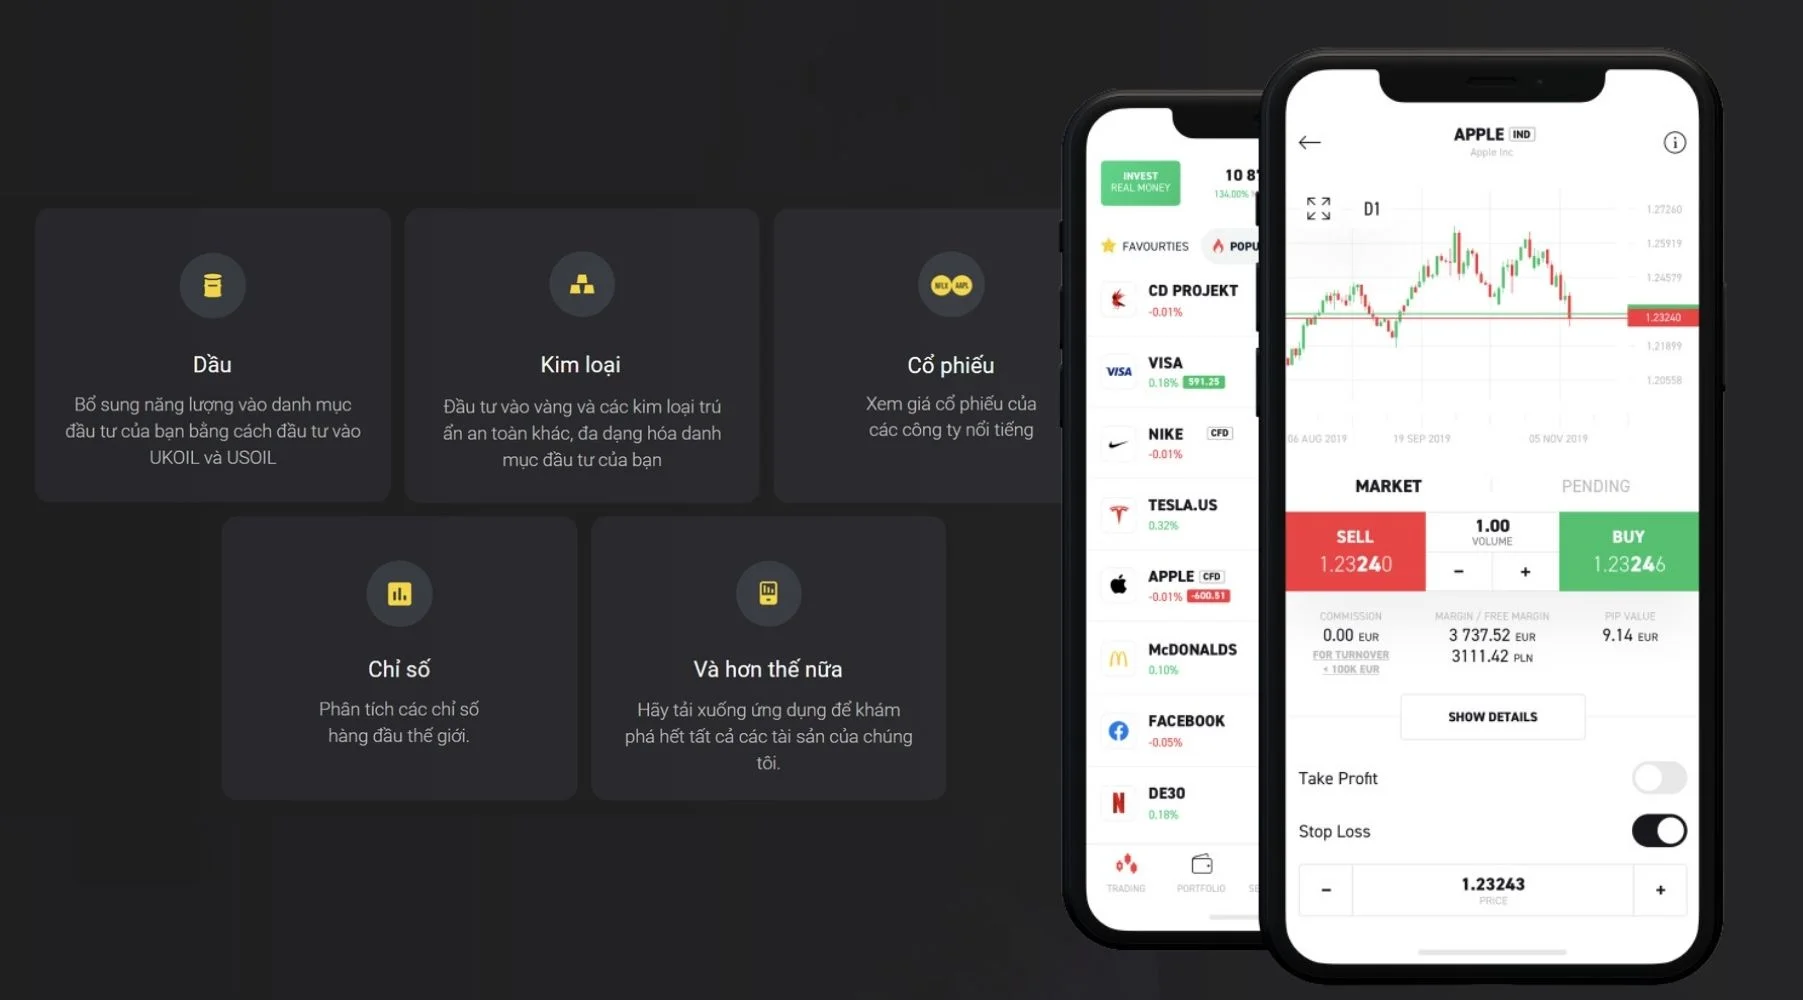 Dầu
Bổ sung năng lượng vào danh mục
đầu tư của bạn bằng cách đầu tư vào
UKOIL và USOIL
Kim loại
Đầu tư vào vàng và các kim loại trú
ẩn an toàn khác, đa dạng hóa danh
mục đầu tư của bạn
NFLX AAPL
Cổ phiếu
Xem giá cổ phiếu của
các công ty nổi tiếng
Chỉ số
Phân tích các chỉ số
hàng đầu thế giới.
Và hơn thế nữa
Hãy tải xuống ứng dụng để khám
phá hết tất cả các tài sản của chúng
tôi.
INVEST
REAL MONEY
10 8
134.00%
FAVOURTIES
POPU
CD PROJEKT
-0.01%
VISA
VISA
0.18% 591.25
NIKE CFD
-0.01%
TESLA.US
0.32%
APPLE CFD
-0.01% -600.51
McDONALDS
0.10%
FACEBOOK
-0.05%
DE30
0.18%
TRADING
PORTFOLIO
SE
APPLE IND
Apple Inc
D1
1.27260
1.25919
1.24579
1.23240
1.21899
1.20558
06 AUG 2019
19 SEP 2019
05 NOV 2019
MARKET
PENDING
SELL
1.23240
1.00
VOLUME
-
+
BUY
1.23246
COMMISSION
0.00 EUR
FOR TURNOVER
< 100K EUR
MARGIN / FREE MARGIN
3 737.52 EUR
3111.42 PLN
PIP VALUE
9.14 EUR
SHOW DETAILS
Take Profit
Stop Loss
-
1.23243
PRICE
+